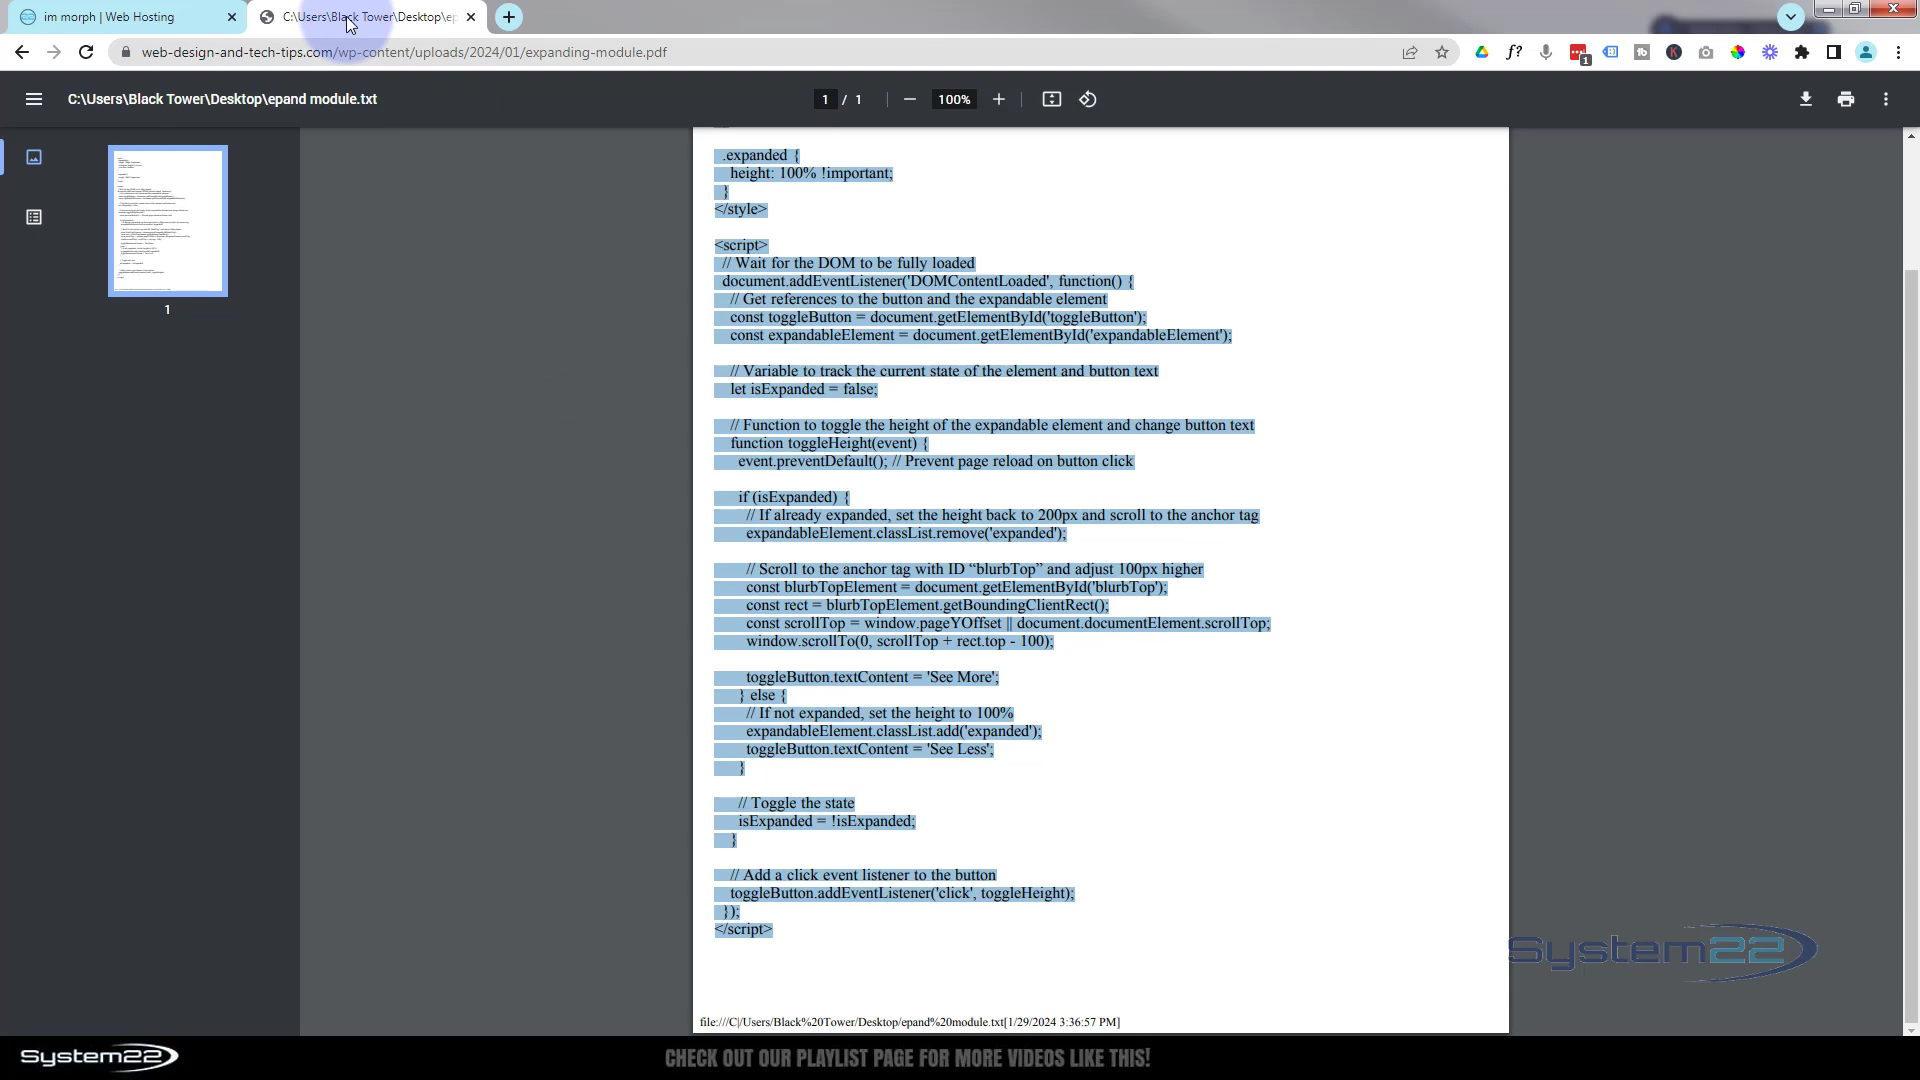 im morph | Web Hosting
C:\Users\Black Tower\Desktop\ep
web-design-and-tech-tips.com/wp-content/uploads/2024/01/expanding-module.pdf
f?
1
tb
K
C:\Users\Black Tower\Desktop\epand module.txt
1 / 1
100%
1
.expanded {
height: 100% !important;
}
</style>
<script>
// Wait for the DOM to be fully loaded
document.addEventListener('DOMContentLoaded', function() {
// Get references to the button and the expandable element
const toggleButton = document.getElementById('toggleButton');
const expandableElement = document.getElementById('expandableElement');
// Variable to track the current state of the element and button text
let isExpanded = false;
// Function to toggle the height of the expandable element and change button text
function toggleHeight(event) {
event.preventDefault(); // Prevent page reload on button click
if (isExpanded) {
// If already expanded, set the height back to 200px and scroll to the anchor tag
expandableElement.classList.remove('expanded');
// Scroll to the anchor tag with ID “blurbTop” and adjust 100px higher
const blurbTopElement = document.getElementById('blurbTop');
const rect = blurbTopElement.getBoundingClientRect();
const scrollTop = window.pageYOffset || document.documentElement.scrollTop;
window.scrollTo(0, scrollTop + rect.top - 100);
toggleButton.textContent = 'See More';
} else {
// If not expanded, set the height to 100%
expandableElement.classList.add('expanded');
toggleButton.textContent = 'See Less';
}
// Toggle the state
isExpanded = !isExpanded;
}
// Add a click event listener to the button
toggleButton.addEventListener('click', toggleHeight);
});
</script>
System22
file:///C|/Users/Black%20Tower/Desktop/epand%20module.txt[1/29/2024 3:36:57 PM]
System22
CHECK OUT OUR PLAYLIST PAGE FOR MORE VIDEOS LIKE THIS!